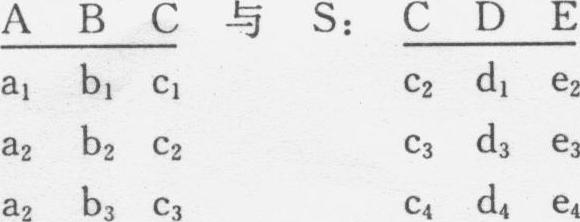 A B C 与 S: C D E
a₁ b₁ c₁ c₂ d₁ e₂
a₂ b₂ c₂ c₃ d₃ e₃
a₂ b₃ c₃ c₄ d₄ e₄